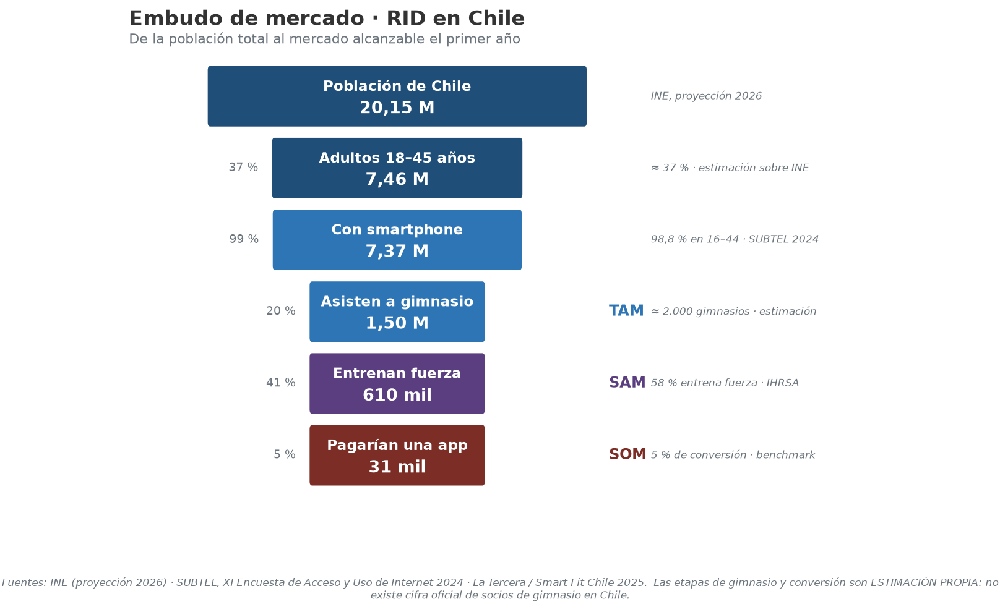 Embudo de mercado · RID en Chile
De la población total al mercado alcanzable el primer año
Población de Chile
20,15 M
INE, proyección 2026
37 %
Adultos 18–45 años
7,46 M
≈ 37 % · estimación sobre INE
99 %
Con smartphone
7,37 M
98,8 % en 16–44 · SUBTEL 2024
20 %
Asisten a gimnasio
1,50 M
TAM ≈ 2.000 gimnasios · estimación
41 %
Entrenan fuerza
610 mil
SAM 58 % entrena fuerza · IHRSA
5 %
Pagarían una app
31 mil
SOM 5 % de conversión · benchmark
Fuentes: INE (proyección 2026) · SUBTEL, XI Encuesta de Acceso y Uso de Internet 2024 · La Tercera / Smart Fit Chile 2025.  Las etapas de gimnasio y conversión son ESTIMACIÓN PROPIA: no
existe cifra oficial de socios de gimnasio en Chile.